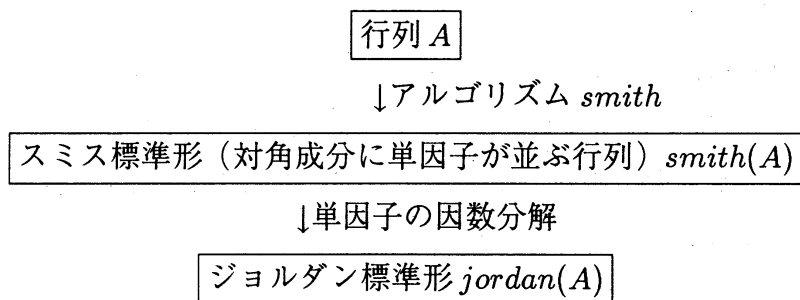 行列 A
↓アルゴリズム smith
スミス標準形（対角成分に単因子が並ぶ行列）smith(A)
↓単因子の因数分解
ジョルダン標準形 jordan(A)